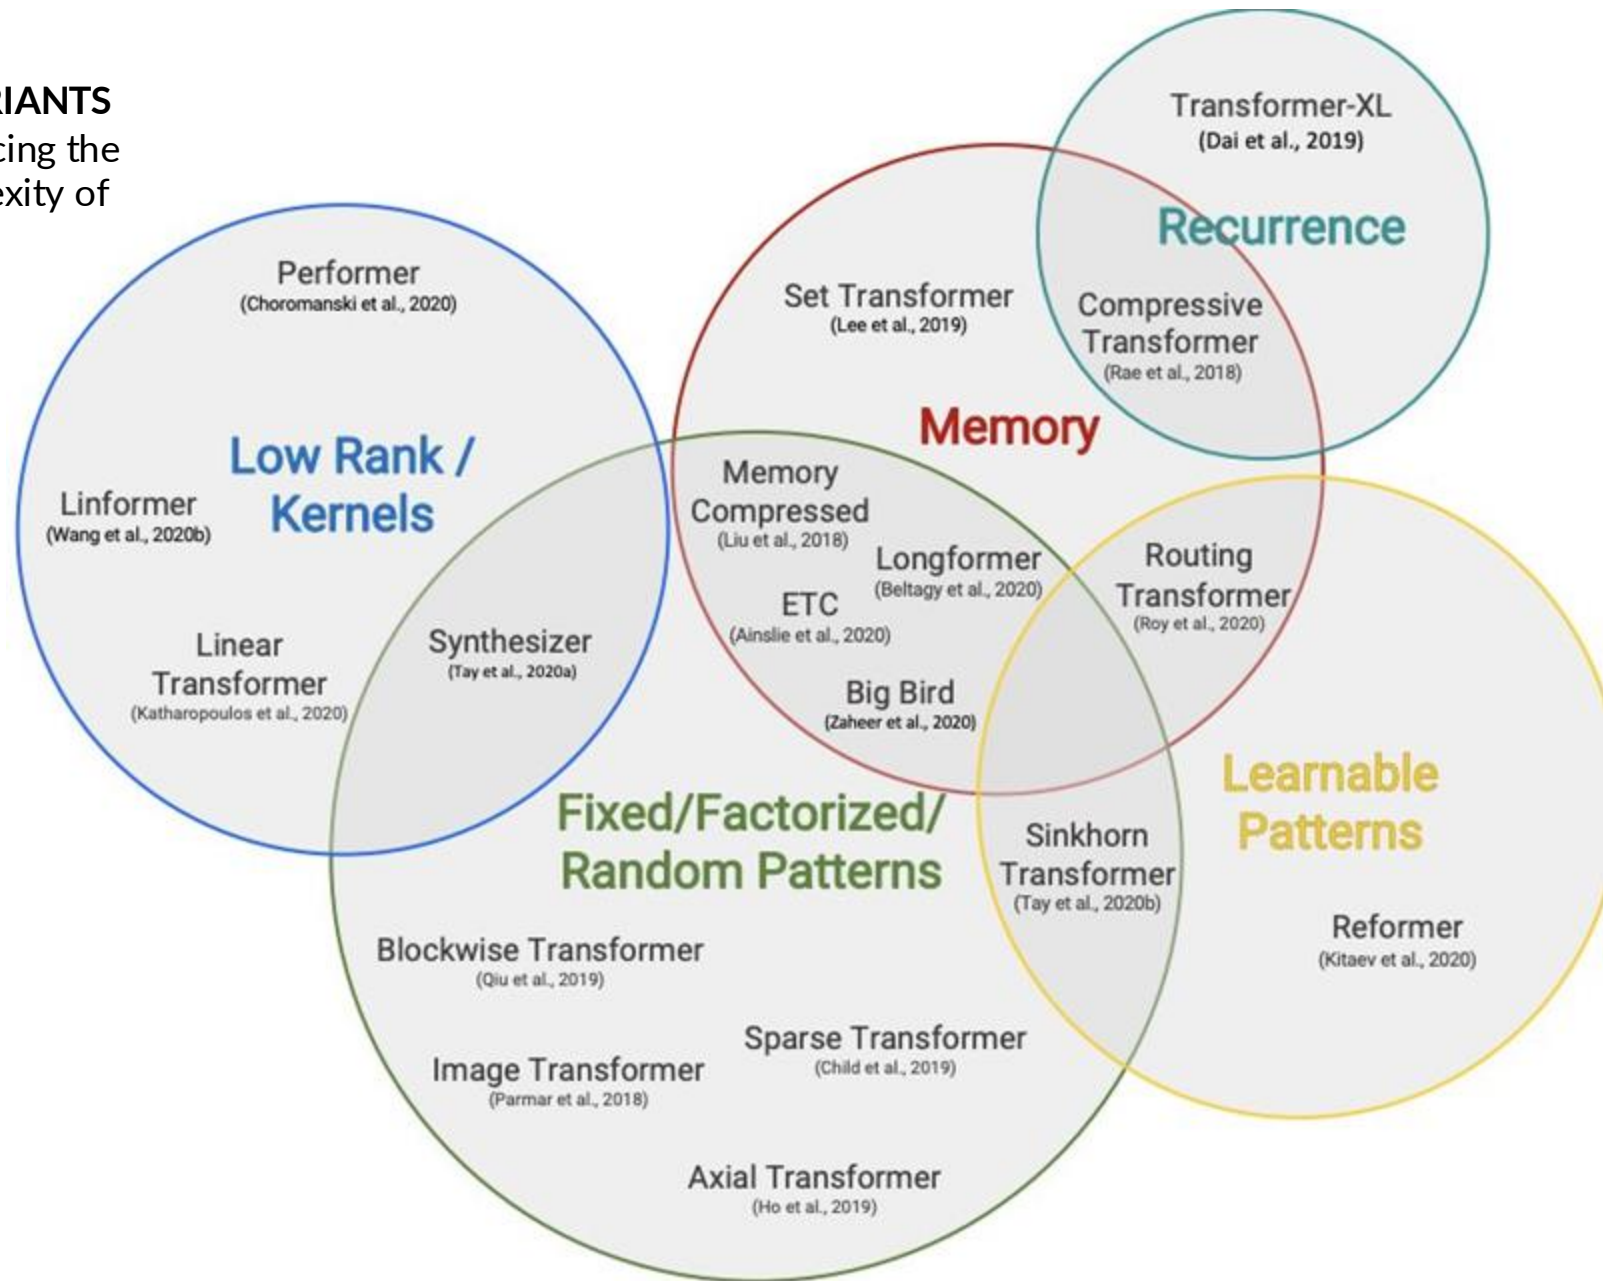 RIANTS
cing the
exity of
Transformer-XL
(Dai et al., 2019)
Recurrence
Performer
(Choromanski et al., 2020)
Set Transformer
(Lee et al., 2019)
Compressive
Transformer
(Rae et al., 2018)
Memory
Low Rank /
Kernels
Linformer
(Wang et al., 2020b)
Memory
Compressed
(Liu et al., 2018)
Longformer
(Beltagy et al., 2020)
ETC
(Ainslie et al., 2020)
Routing
Transformer
(Roy et al., 2020)
Linear
Transformer
(Katharopoulos et al., 2020)
Synthesizer
(Tay et al., 2020a)
Big Bird
(Zaheer et al., 2020)
Learnable
Patterns
Fixed/Factorized/
Random Patterns
Sinkhorn
Transformer
(Tay et al., 2020b)
Reformer
(Kitaev et al., 2020)
Blockwise Transformer
(Qiu et al., 2019)
Sparse Transformer
(Child et al., 2019)
Image Transformer
(Parmar et al., 2018)
Axial Transformer
(Ho et al., 2019)